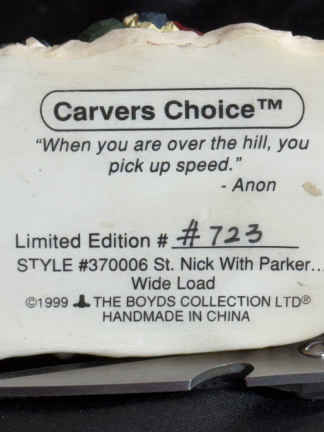 Carvers Choice™
“When you are over the hill, you
pick up speed.”
- Anon
Limited Edition # # 723
STYLE #370006 St. Nick With Parker...
Wide Load
©1999 THE BOYDS COLLECTION LTD®
HANDMADE IN CHINA